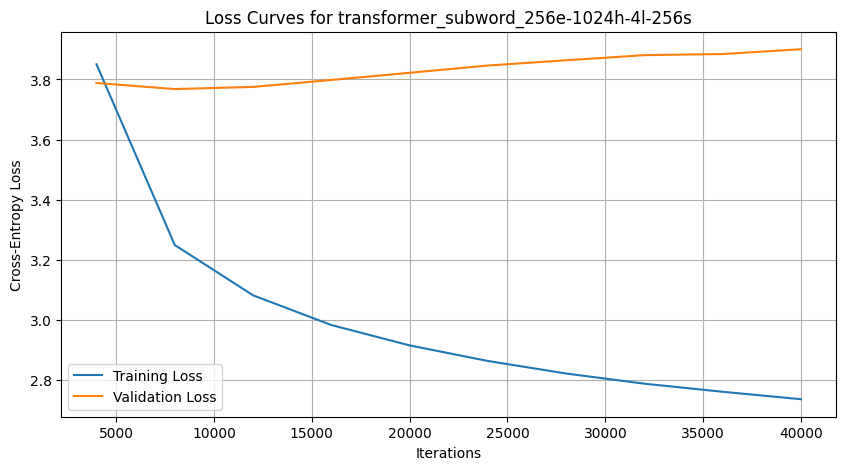 Loss Curves for transformer_subword_256e-1024h-4l-256s
Cross-Entropy Loss
3.8
3.6
3.4
3.2
3.0
2.8
Training Loss
Validation Loss
5000 10000 15000 20000 25000 30000 35000 40000
Iterations